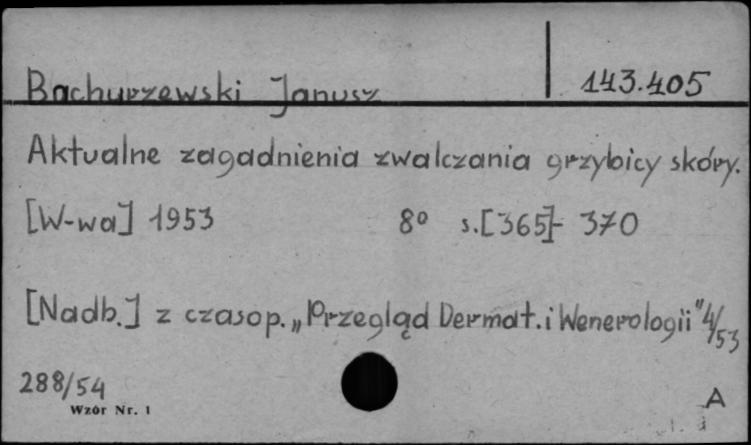 Bachurzewski Janusz 143.405
Aktualne zagadnienia zwalczania grzybicy skóry.
[W-wa] 1953 8° s.[365]- 370
[Nadb.] z czasop. „Przegląd Dermat. i Wenerologii" 4/53
288/54
Wzór Nr. 1
A